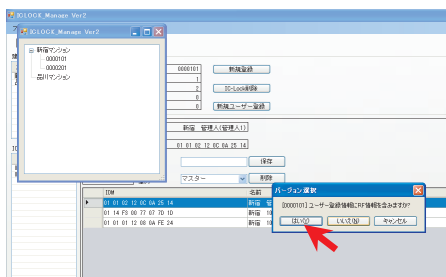 ICLOCK_Manage Ver2
ICLOCK_Manage Ver2
新宿マンション
0000101
0000201
品川マンション
0000101
新規登録
1
2
IC-Lock削除
0
0
新規ユーザー登録
新宿 管理人(管理人1)
01 01 02 12 0C 0A 25 14
保存
マスター
削除
IDM
名前
01 01 02 12 0C 0A 25 14
新宿
01 14 F3 00 77 07 7D 1D
新宿 10
01 01 01 12 08 0A FE 24
新宿 10
バージョン選択
[0000101] ユーザー登録情報にRF情報を含みますか?
はい(Y)
いいえ(N)
キャンセル